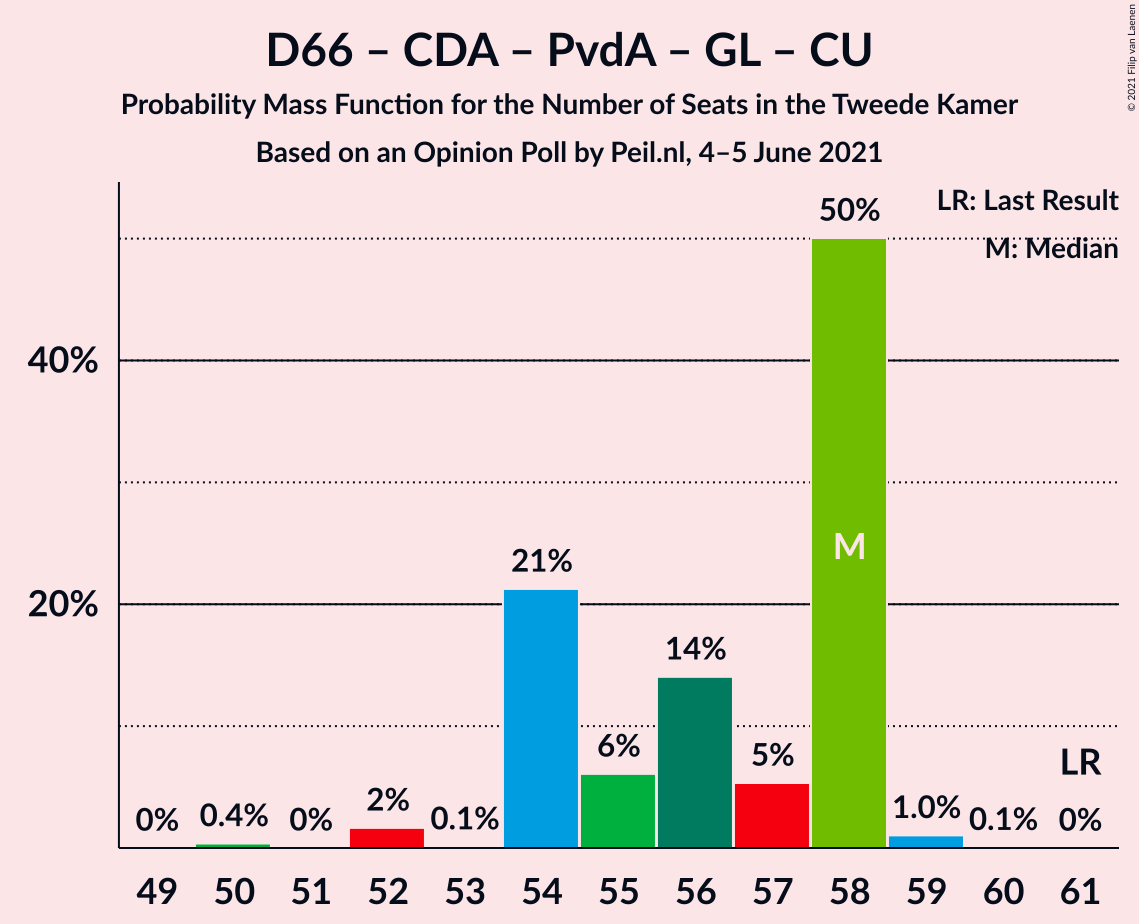 D66 – CDA – PvdA – GL – CU
Probability Mass Function for the Number of Seats in the Tweede Kamer
Based on an Opinion Poll by Peil.nl, 4–5 June 2021
© 2021 Filip van Laenen
LR: Last Result
M: Median
40%
20%
0%
0.4%
0%
2%
0.1%
21%
6%
14%
5%
50%
M
1.0%
0.1%
LR
0%
49 50 51 52 53 54 55 56 57 58 59 60 61